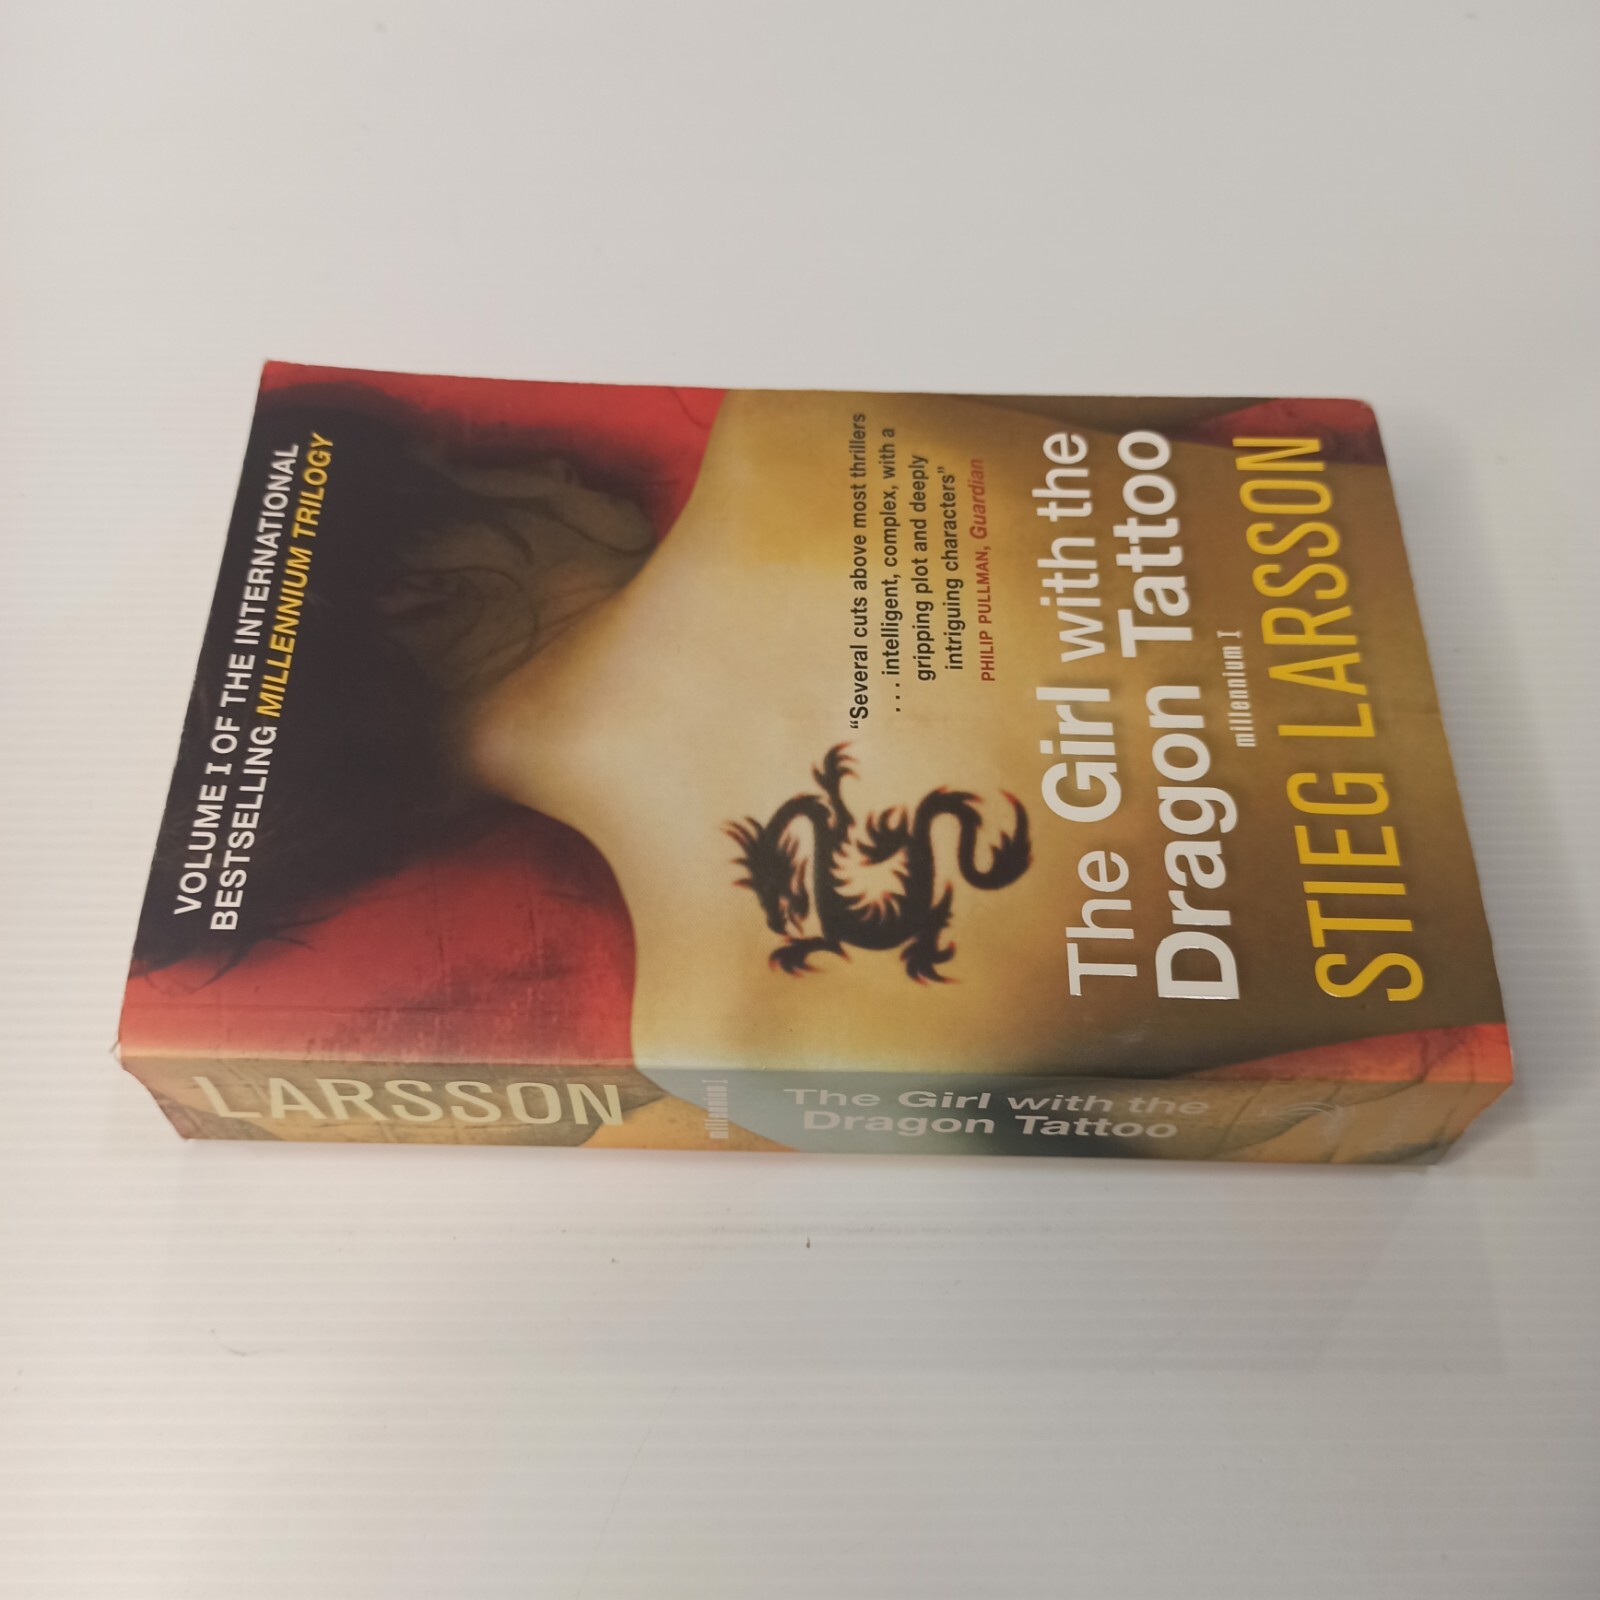 VOLUME I OF THE INTERNATIONAL
BESTSELLING MILLENNIUM TRILOGY
"Several cuts above most thrillers
... intelligent, complex, with a
gripping plot and deeply
intriguing characters"
PHILIP PULLMAN, Guardian
The Girl with the
Dragon Tattoo
millennium I
STIEG LARSSON
LARSSON
millennium I
The Girl with the
Dragon Tattoo